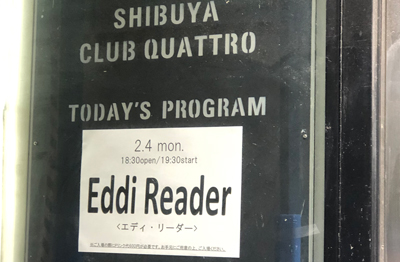 SHIBUYA
CLUB QUATTRO
TODAY'S PROGRAM
2.4 mon.
18:30open/19:30start
Eddi Reader
<エディ・リーダー>